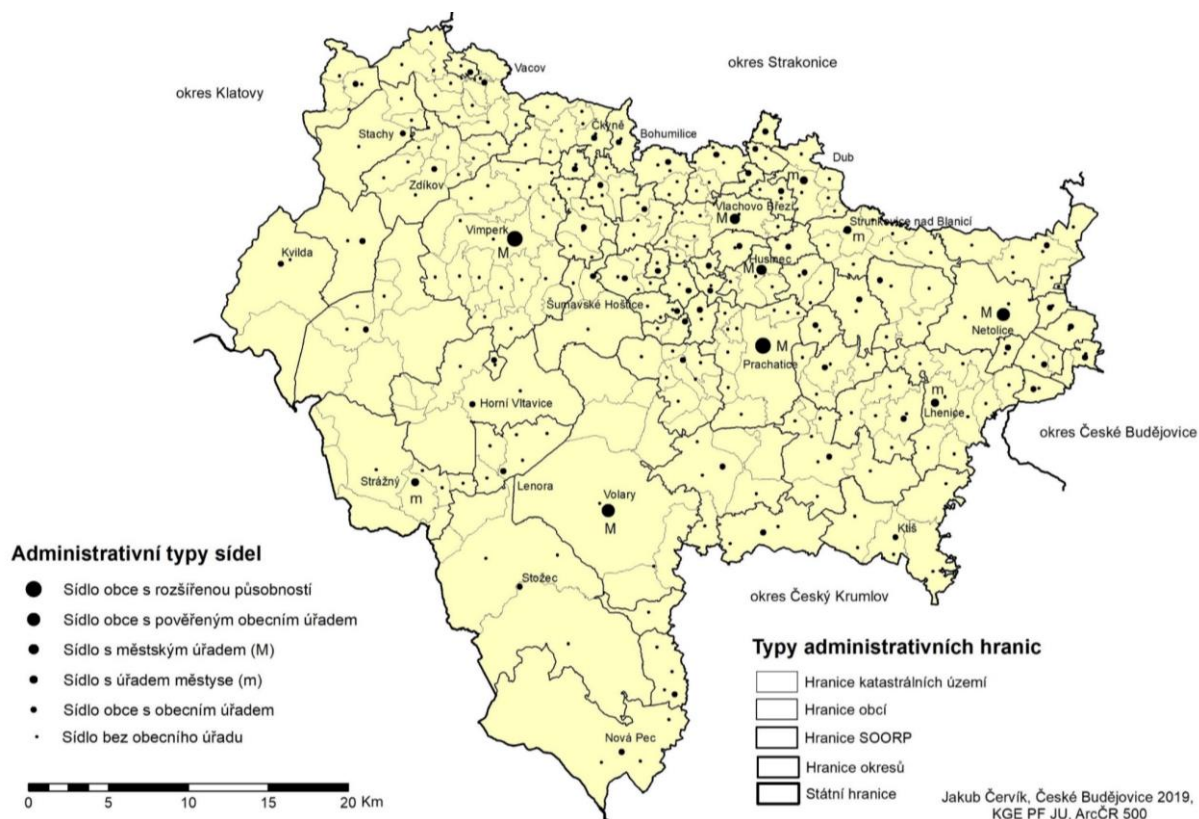 okres Strakonice
okres Klatovy
Vacov
Stachy
Čkyně
Bohumilice
Dub
m
Zdíkov
Vlachovo Březí
M
Strunkovice nad Blanicí
m
Vimperk
M
Kvilda
Husinec
M
Šumavské Hoštice
M
Netolice
M
Prachatice
m
Lhenice
Horní Vltavice
okres České Budějovice
Strážný
m
Lenora
Volary
M
Ktiš
Stožec
okres Český Krumlov
Nová Pec
Administrativní typy sídel
Sídlo obce s rozšířenou působností
Sídlo obce s pověřeným obecním úřadem
Sídlo s městským úřadem (M)
Sídlo s úřadem městyse (m)
Sídlo obce s obecním úřadem
Sídlo bez obecního úřadu
0 5 10 15 20 Km
Typy administrativních hranic
Hranice katastrálních území
Hranice obcí
Hranice SOORP
Hranice okresů
Státní hranice
Jakub Červík, České Budějovice 2019,
KGE PF JU, ArcČR 500